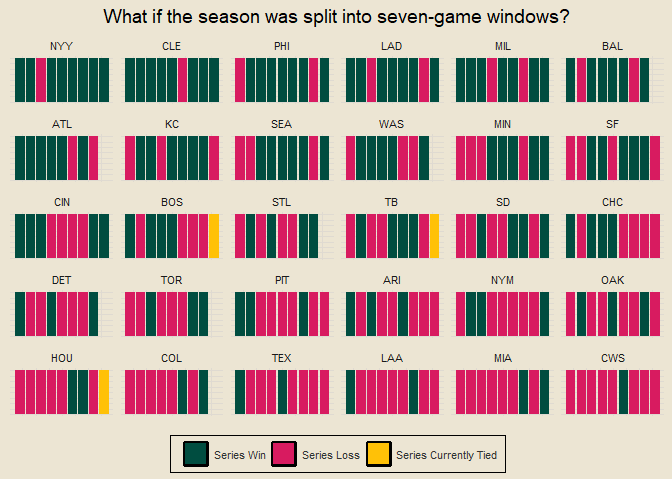 What if the season was split into seven-game windows?
NYY CLE PHI LAD MIL BAL
ATL KC SEA WAS MIN SF
CIN BOS STL TB SD CHC
DET TOR PIT ARI NYM OAK
HOU COL TEX LAA MIA CWS
Series Win Series Loss Series Currently Tied